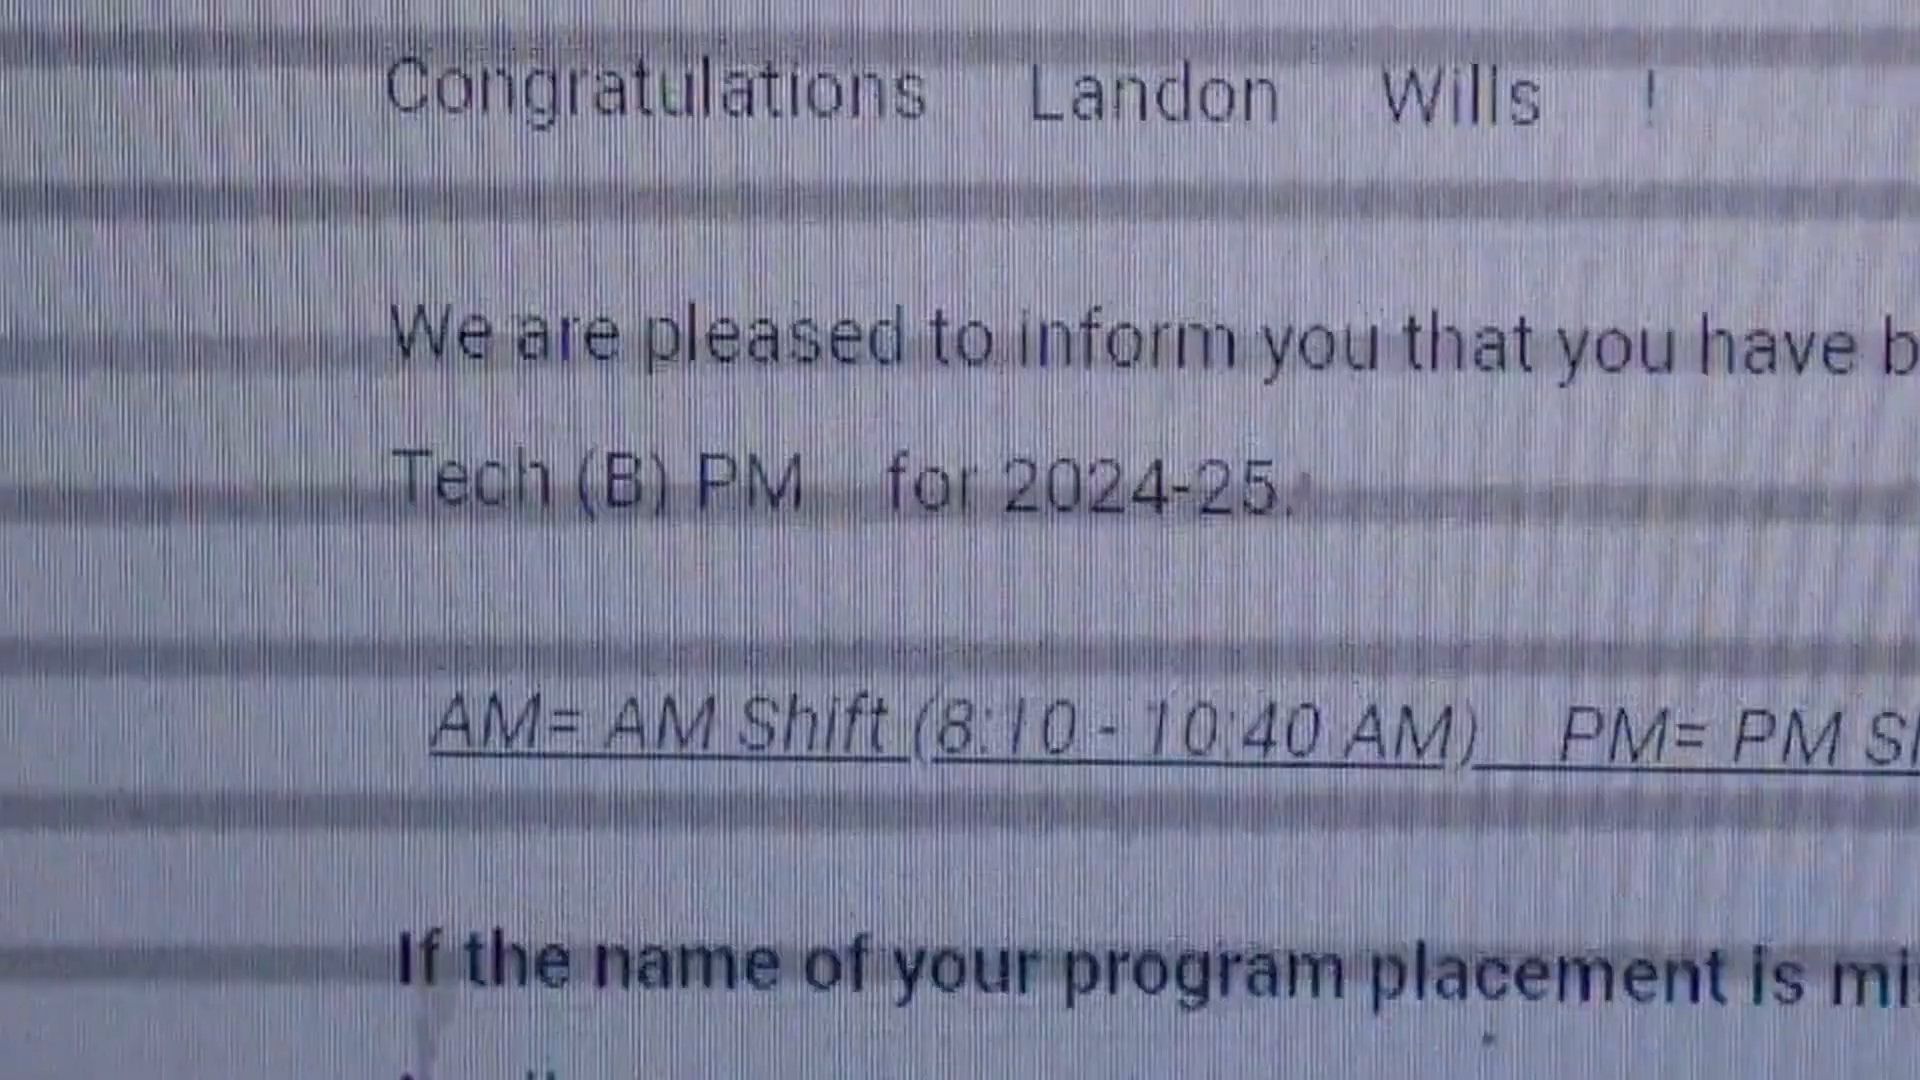 Congratulations Landon Wills !
We are pleased to inform you that you have b
Tech (B) PM for 2024-25.
AM= AM Shift (8:10 - 10:40 AM) PM= PM S
If the name of your program placement is mi